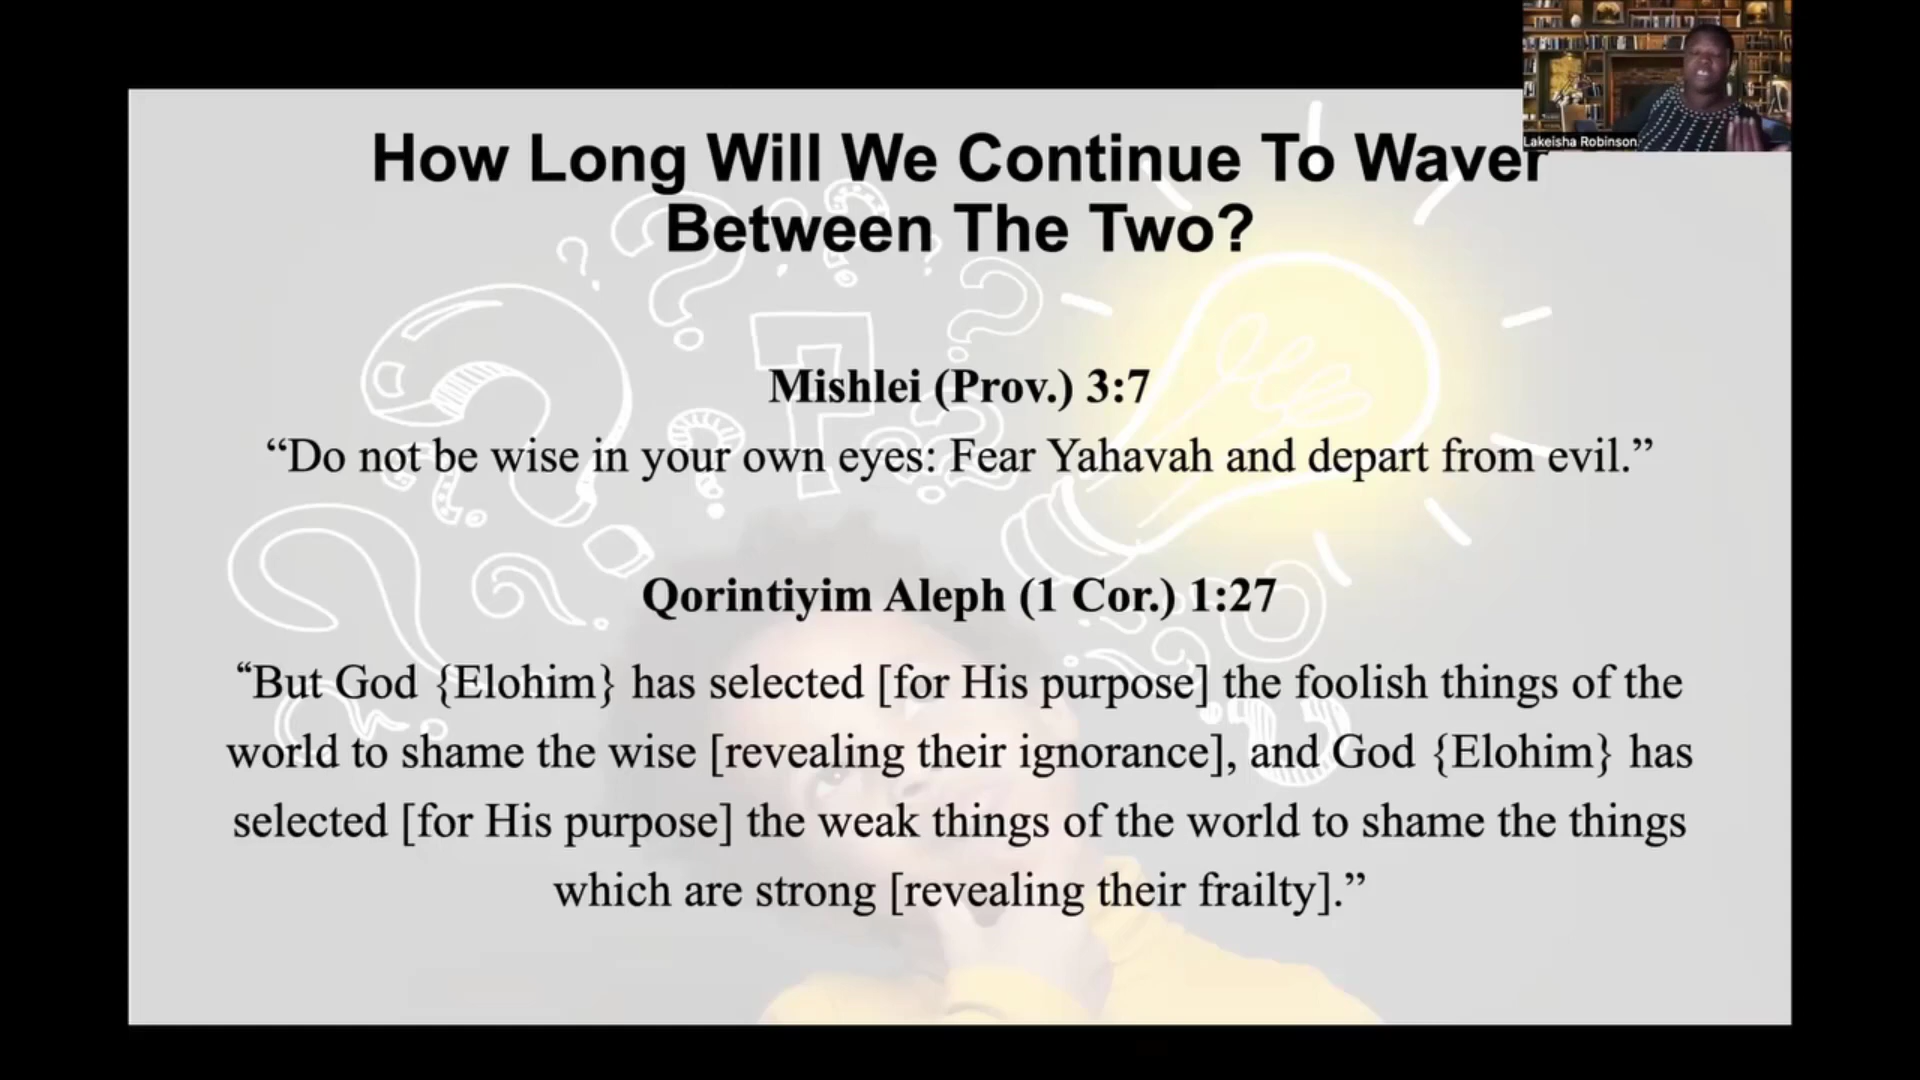 Lakeisha Robinson
How Long Will We Continue To Waver
Between The Two?
Mishlei (Prov.) 3:7
“Do not be wise in your own eyes: Fear Yahavah and depart from evil.”
Qorintiyim Aleph (1 Cor.) 1:27
“But God {Elohim} has selected [for His purpose] the foolish things of the
world to shame the wise [revealing their ignorance], and God {Elohim} has
selected [for His purpose] the weak things of the world to shame the things
which are strong [revealing their frailty].”